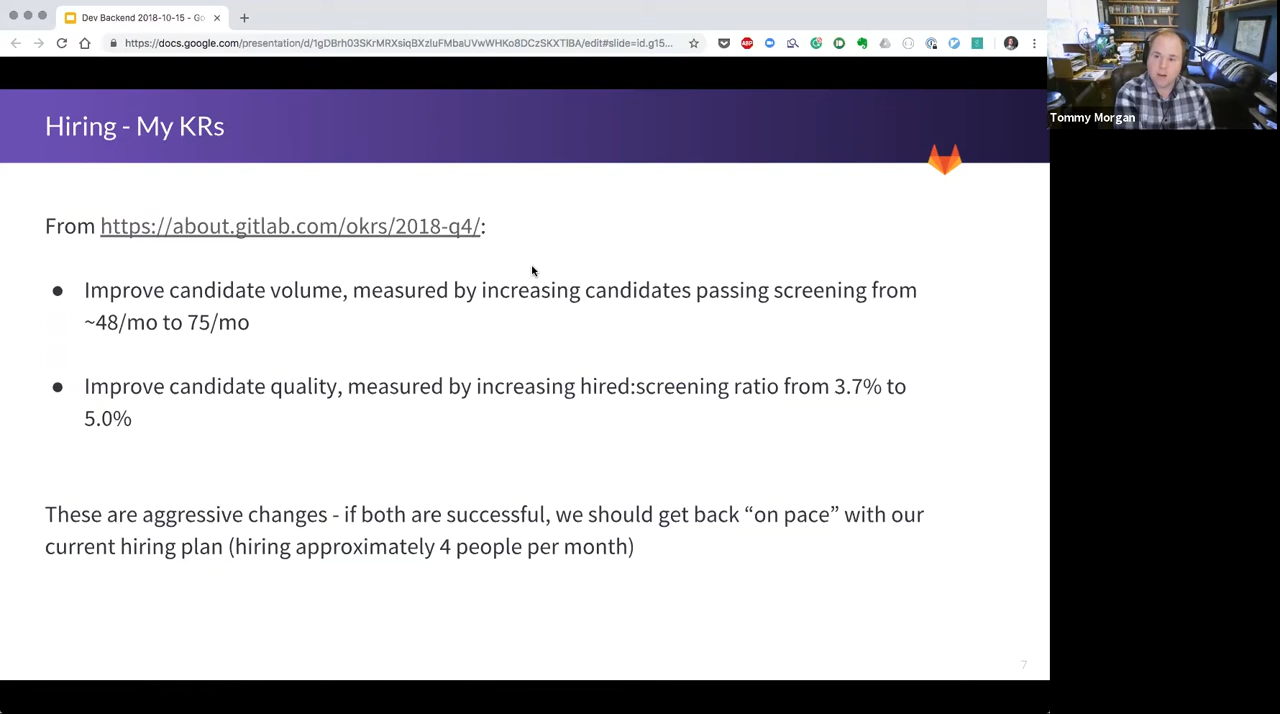 Dev Backend 2018-10-15 - Go
https://docs.google.com/presentation/d/1gDBrh03SKrMRXsiqBXzluFMbaUVwWHKo8DCzSKXTlBA/edit#slide=id.g15...
ABP
Tommy Morgan
Hiring - My KRs
From https://about.gitlab.com/okrs/2018-q4/:
● Improve candidate volume, measured by increasing candidates passing screening from
~48/mo to 75/mo
● Improve candidate quality, measured by increasing hired:screening ratio from 3.7% to
5.0%
These are aggressive changes - if both are successful, we should get back “on pace” with our
current hiring plan (hiring approximately 4 people per month)
7